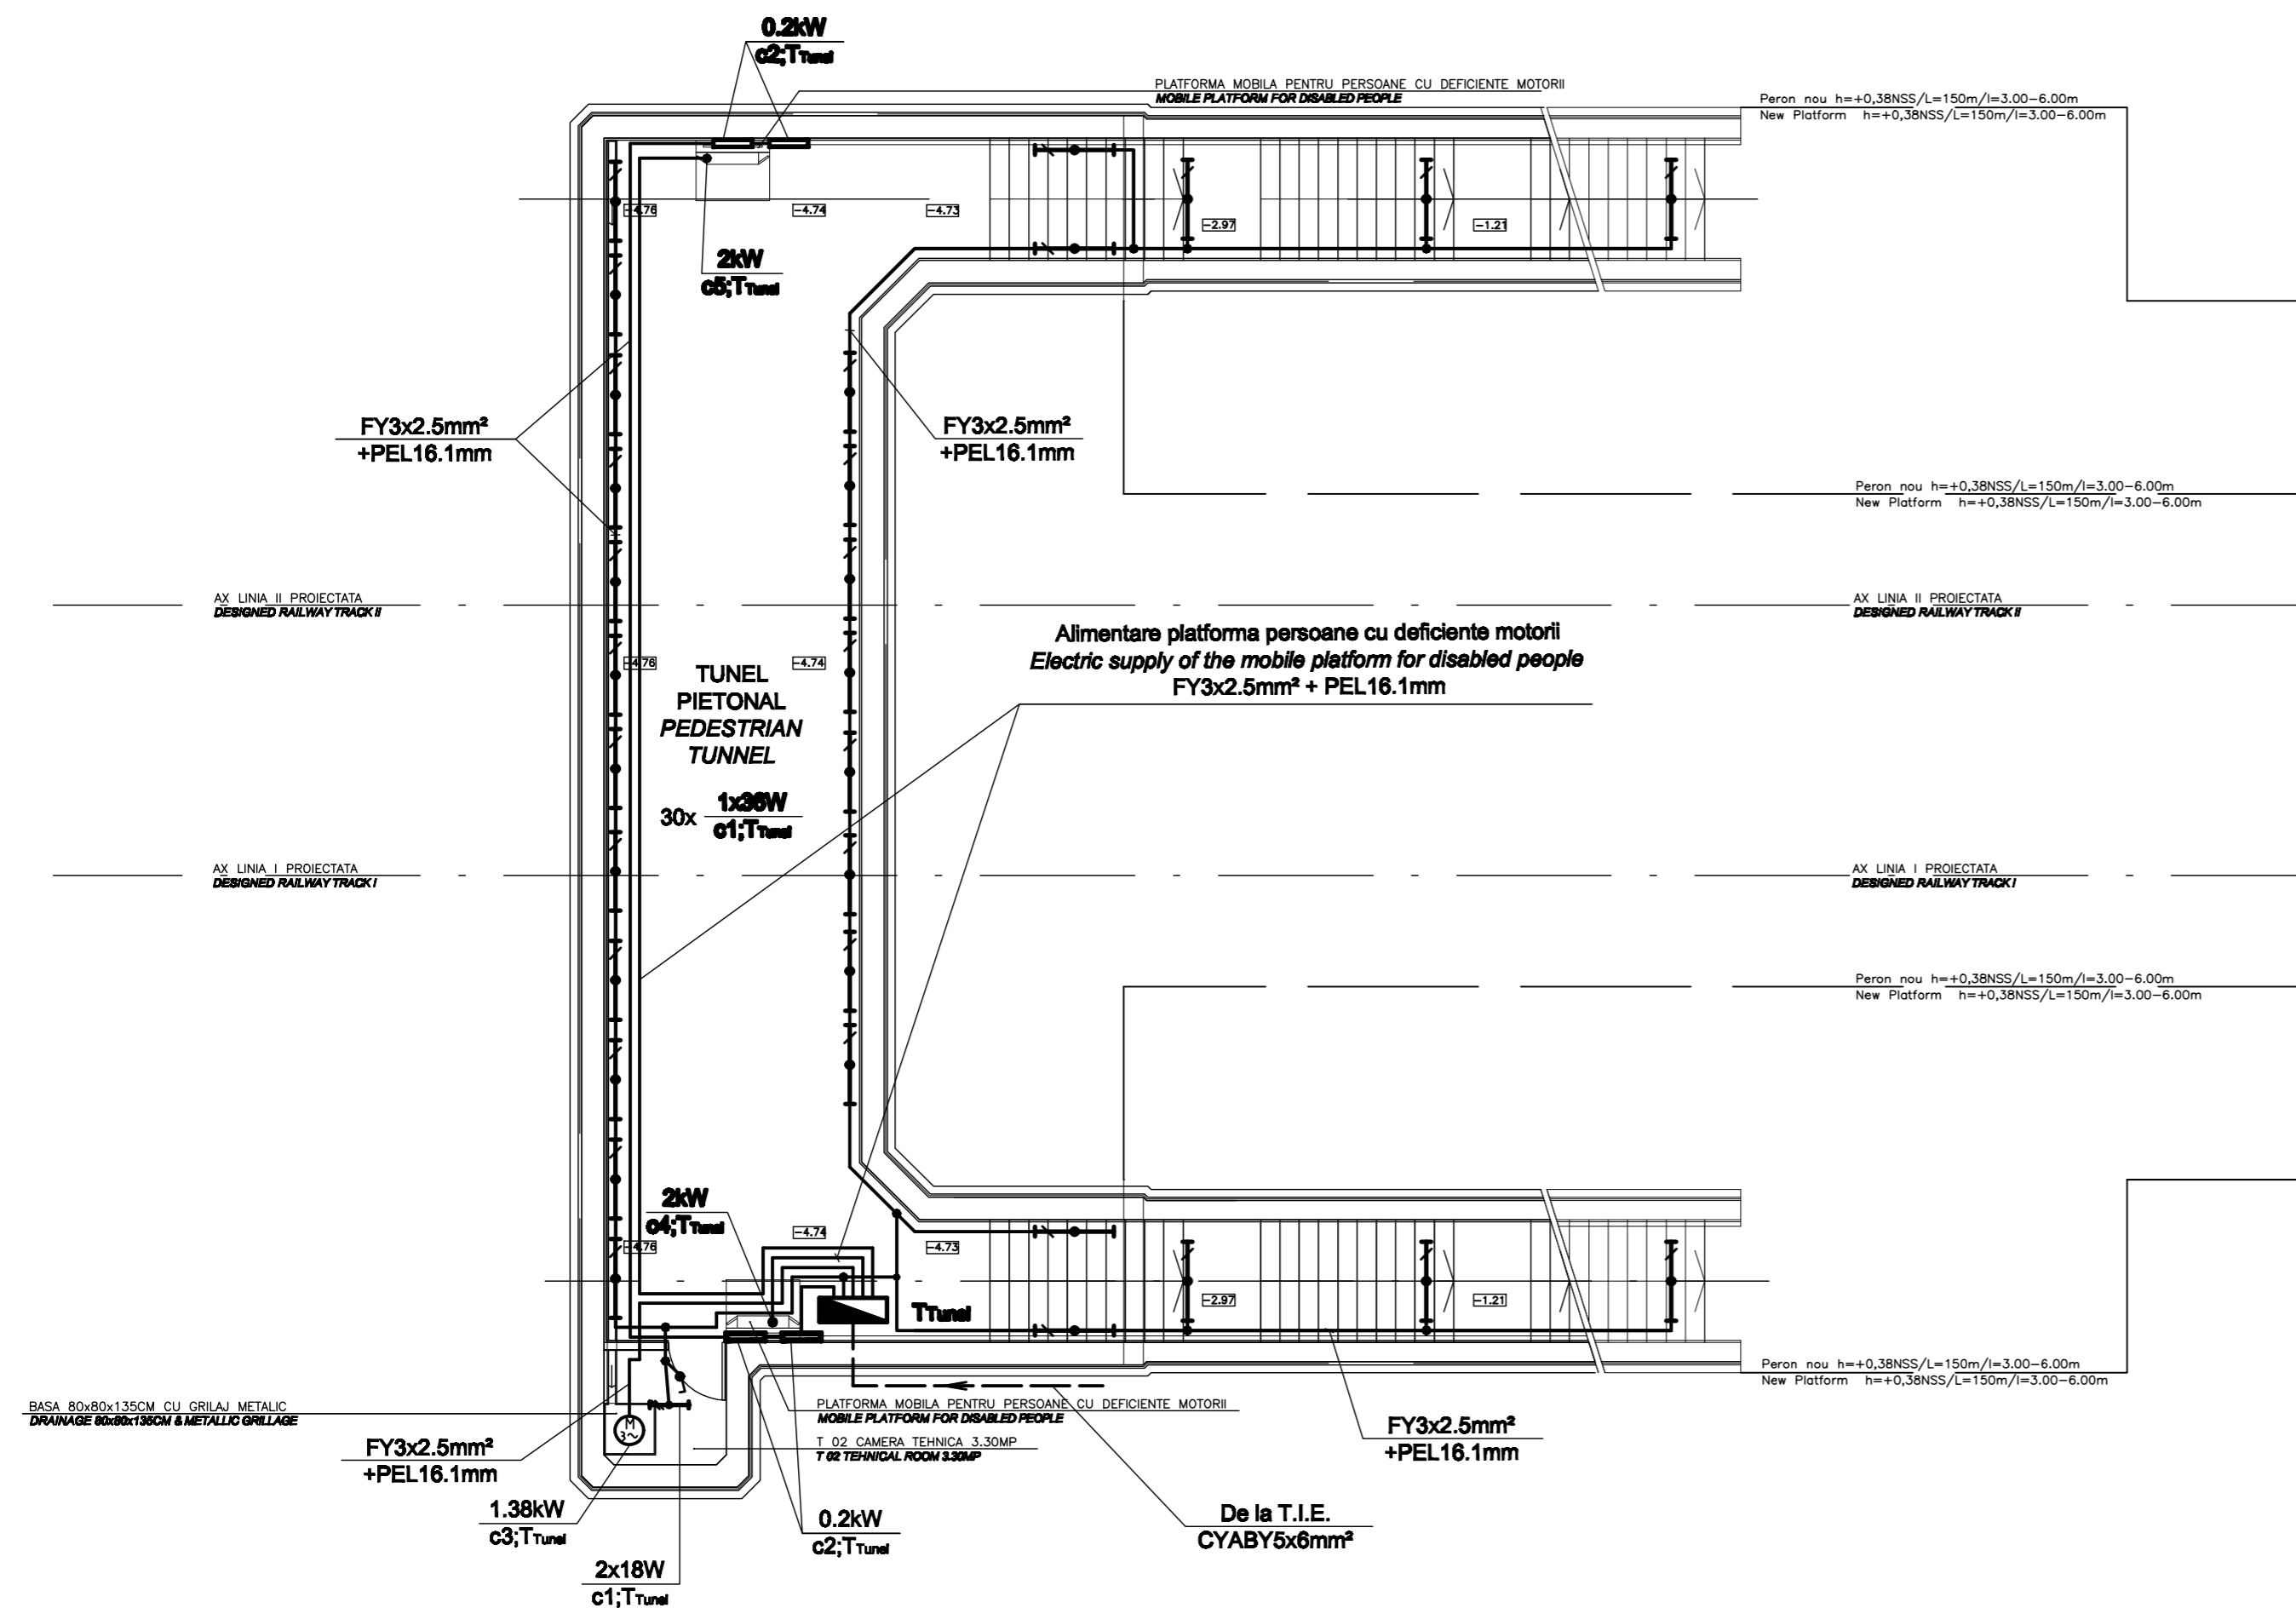 0.2kW
c2;TTunel
PLATFORMA MOBILA PENTRU PERSOANE CU DEFICIENTE MOTORII
MOBILE PLATFORM FOR DISABLED PEOPLE
Peron nou h=+0,38NSS/L=150m/l=3.00-6.00m
New Platform h=+0,38NSS/L=150m/l=3.00-6.00m
-4.76
-4.74
-4.73
-2.97
-1.21
2kW
c5;TTunel
FY3x2.5mm²
+PEL16.1mm
FY3x2.5mm²
+PEL16.1mm
Peron nou h=+0,38NSS/L=150m/l=3.00-6.00m
New Platform h=+0,38NSS/L=150m/l=3.00-6.00m
AX LINIA II PROIECTATA
DESIGNED RAILWAY TRACK II
AX LINIA II PROIECTATA
DESIGNED RAILWAY TRACK II
Alimentare platforma persoane cu deficiente motorii
Electric supply of the mobile platform for disabled people
FY3x2.5mm² + PEL16.1mm
-4.76
-4.74
TUNEL
PIETONAL
PEDESTRIAN
TUNNEL
30x
1x36W
c1;TTunel
AX LINIA I PROIECTATA
DESIGNED RAILWAY TRACK I
AX LINIA I PROIECTATA
DESIGNED RAILWAY TRACK I
Peron nou h=+0,38NSS/L=150m/l=3.00-6.00m
New Platform h=+0,38NSS/L=150m/l=3.00-6.00m
2kW
c4;TTunel
-4.76
-4.74
-4.73
-2.97
-1.21
TTunel
Peron nou h=+0,38NSS/L=150m/l=3.00-6.00m
New Platform h=+0,38NSS/L=150m/l=3.00-6.00m
BASA 80x80x135CM CU GRILAJ METALIC
DRAINAGE 80x80x135CM & METALLIC GRILLAGE
M
3~
PLATFORMA MOBILA PENTRU PERSOANE CU DEFICIENTE MOTORII
MOBILE PLATFORM FOR DISABLED PEOPLE
T 02 CAMERA TEHNICA 3.30MP
T 02 TEHNICAL ROOM 3.30MP
FY3x2.5mm²
+PEL16.1mm
FY3x2.5mm²
+PEL16.1mm
1.38kW
c3;TTunel
0.2kW
c2;TTunel
De la T.I.E.
CYABY5x6mm²
2x18W
c1;TTunel